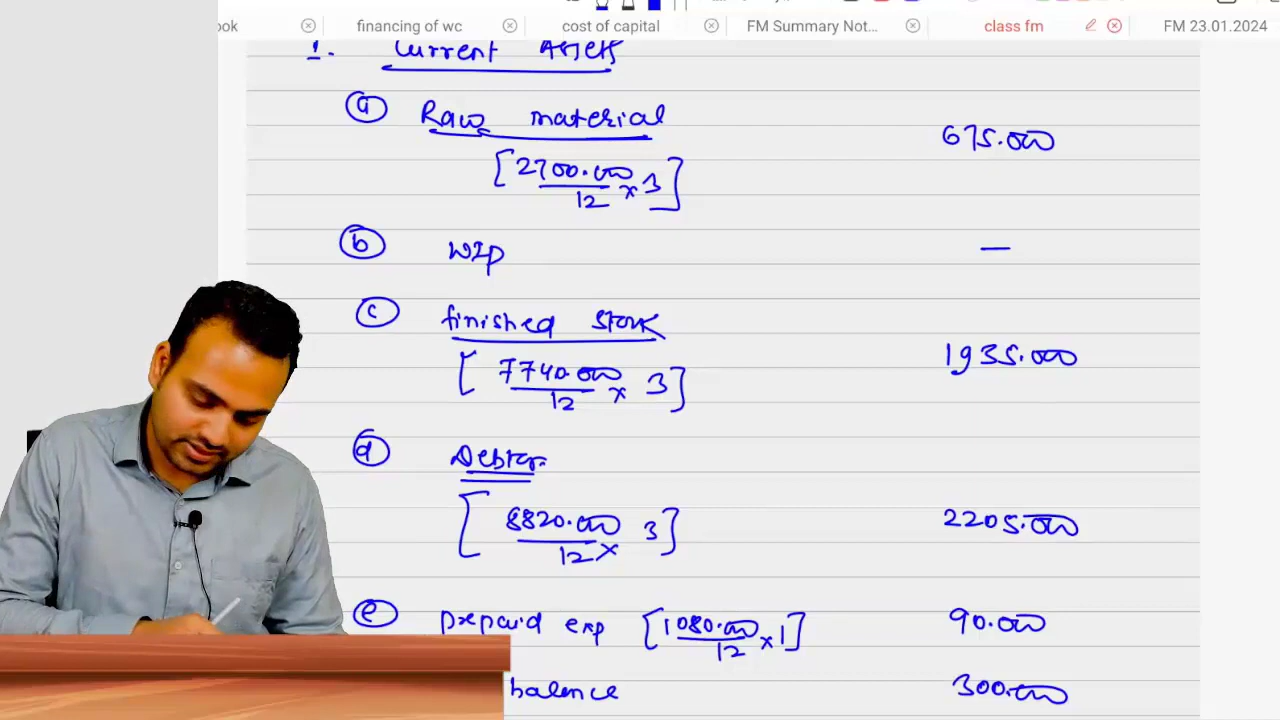 ook financing of wc cost of capital FM Summary Not... class fm FM 23.01.2024
1. Current Assets
(a) Raw material 675.000
[2700.000/12 x 3]
(b) WIP —
(c) finished stock 1935.000
[7740.000/12 x 3]
(d) Debtor.
[8820.000/12 x 3] 2205.000
(e) prepaid exp [1080.000/12 x 1] 90.000
balance 300.000